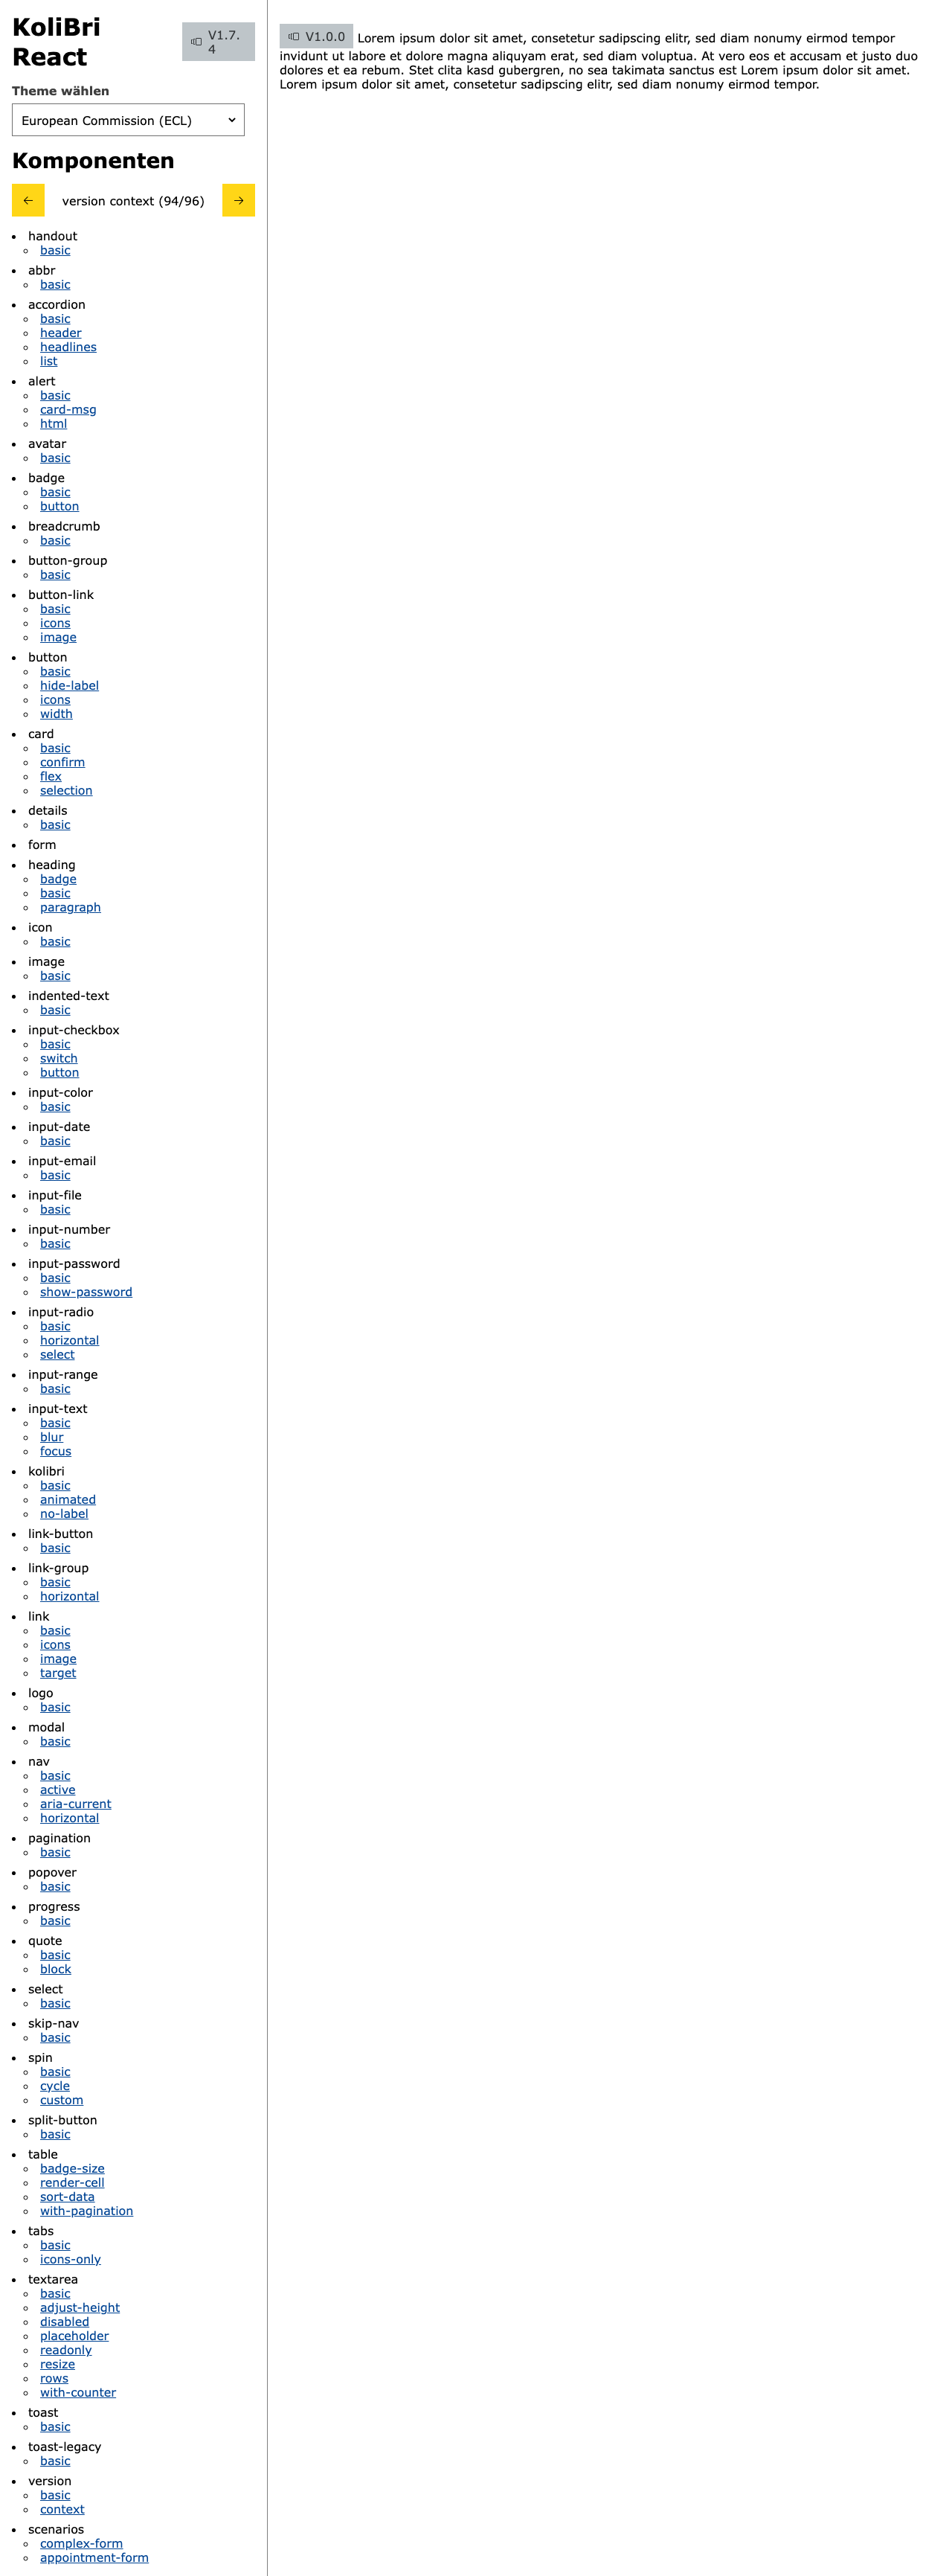 KoliBri
React
V1.7.
4
Theme wählen
European Commission (ECL)
Komponenten
← version context (94/96) →
handout
basic
abbr
basic
accordion
basic
header
headlines
list
alert
basic
card-msg
html
avatar
basic
badge
basic
button
breadcrumb
basic
button-group
basic
button-link
basic
icons
image
button
basic
hide-label
icons
width
card
basic
confirm
flex
selection
details
basic
form
heading
badge
basic
paragraph
icon
basic
image
basic
indented-text
basic
input-checkbox
basic
switch
button
input-color
basic
input-date
basic
input-email
basic
input-file
basic
input-number
basic
input-password
basic
show-password
input-radio
basic
horizontal
select
input-range
basic
input-text
basic
blur
focus
kolibri
basic
animated
no-label
link-button
basic
link-group
basic
horizontal
link
basic
icons
image
target
logo
basic
modal
basic
nav
basic
active
aria-current
horizontal
pagination
basic
popover
basic
progress
basic
quote
basic
block
select
basic
skip-nav
basic
spin
basic
cycle
custom
split-button
basic
table
badge-size
render-cell
sort-data
with-pagination
tabs
basic
icons-only
textarea
basic
adjust-height
disabled
placeholder
readonly
resize
rows
with-counter
toast
basic
toast-legacy
basic
version
basic
context
scenarios
complex-form
appointment-form
V1.0.0 Lorem ipsum dolor sit amet, consetetur sadipscing elitr, sed diam nonumy eirmod tempor
invidunt ut labore et dolore magna aliquyam erat, sed diam voluptua. At vero eos et accusam et justo duo
dolores et ea rebum. Stet clita kasd gubergren, no sea takimata sanctus est Lorem ipsum dolor sit amet.
Lorem ipsum dolor sit amet, consetetur sadipscing elitr, sed diam nonumy eirmod tempor.